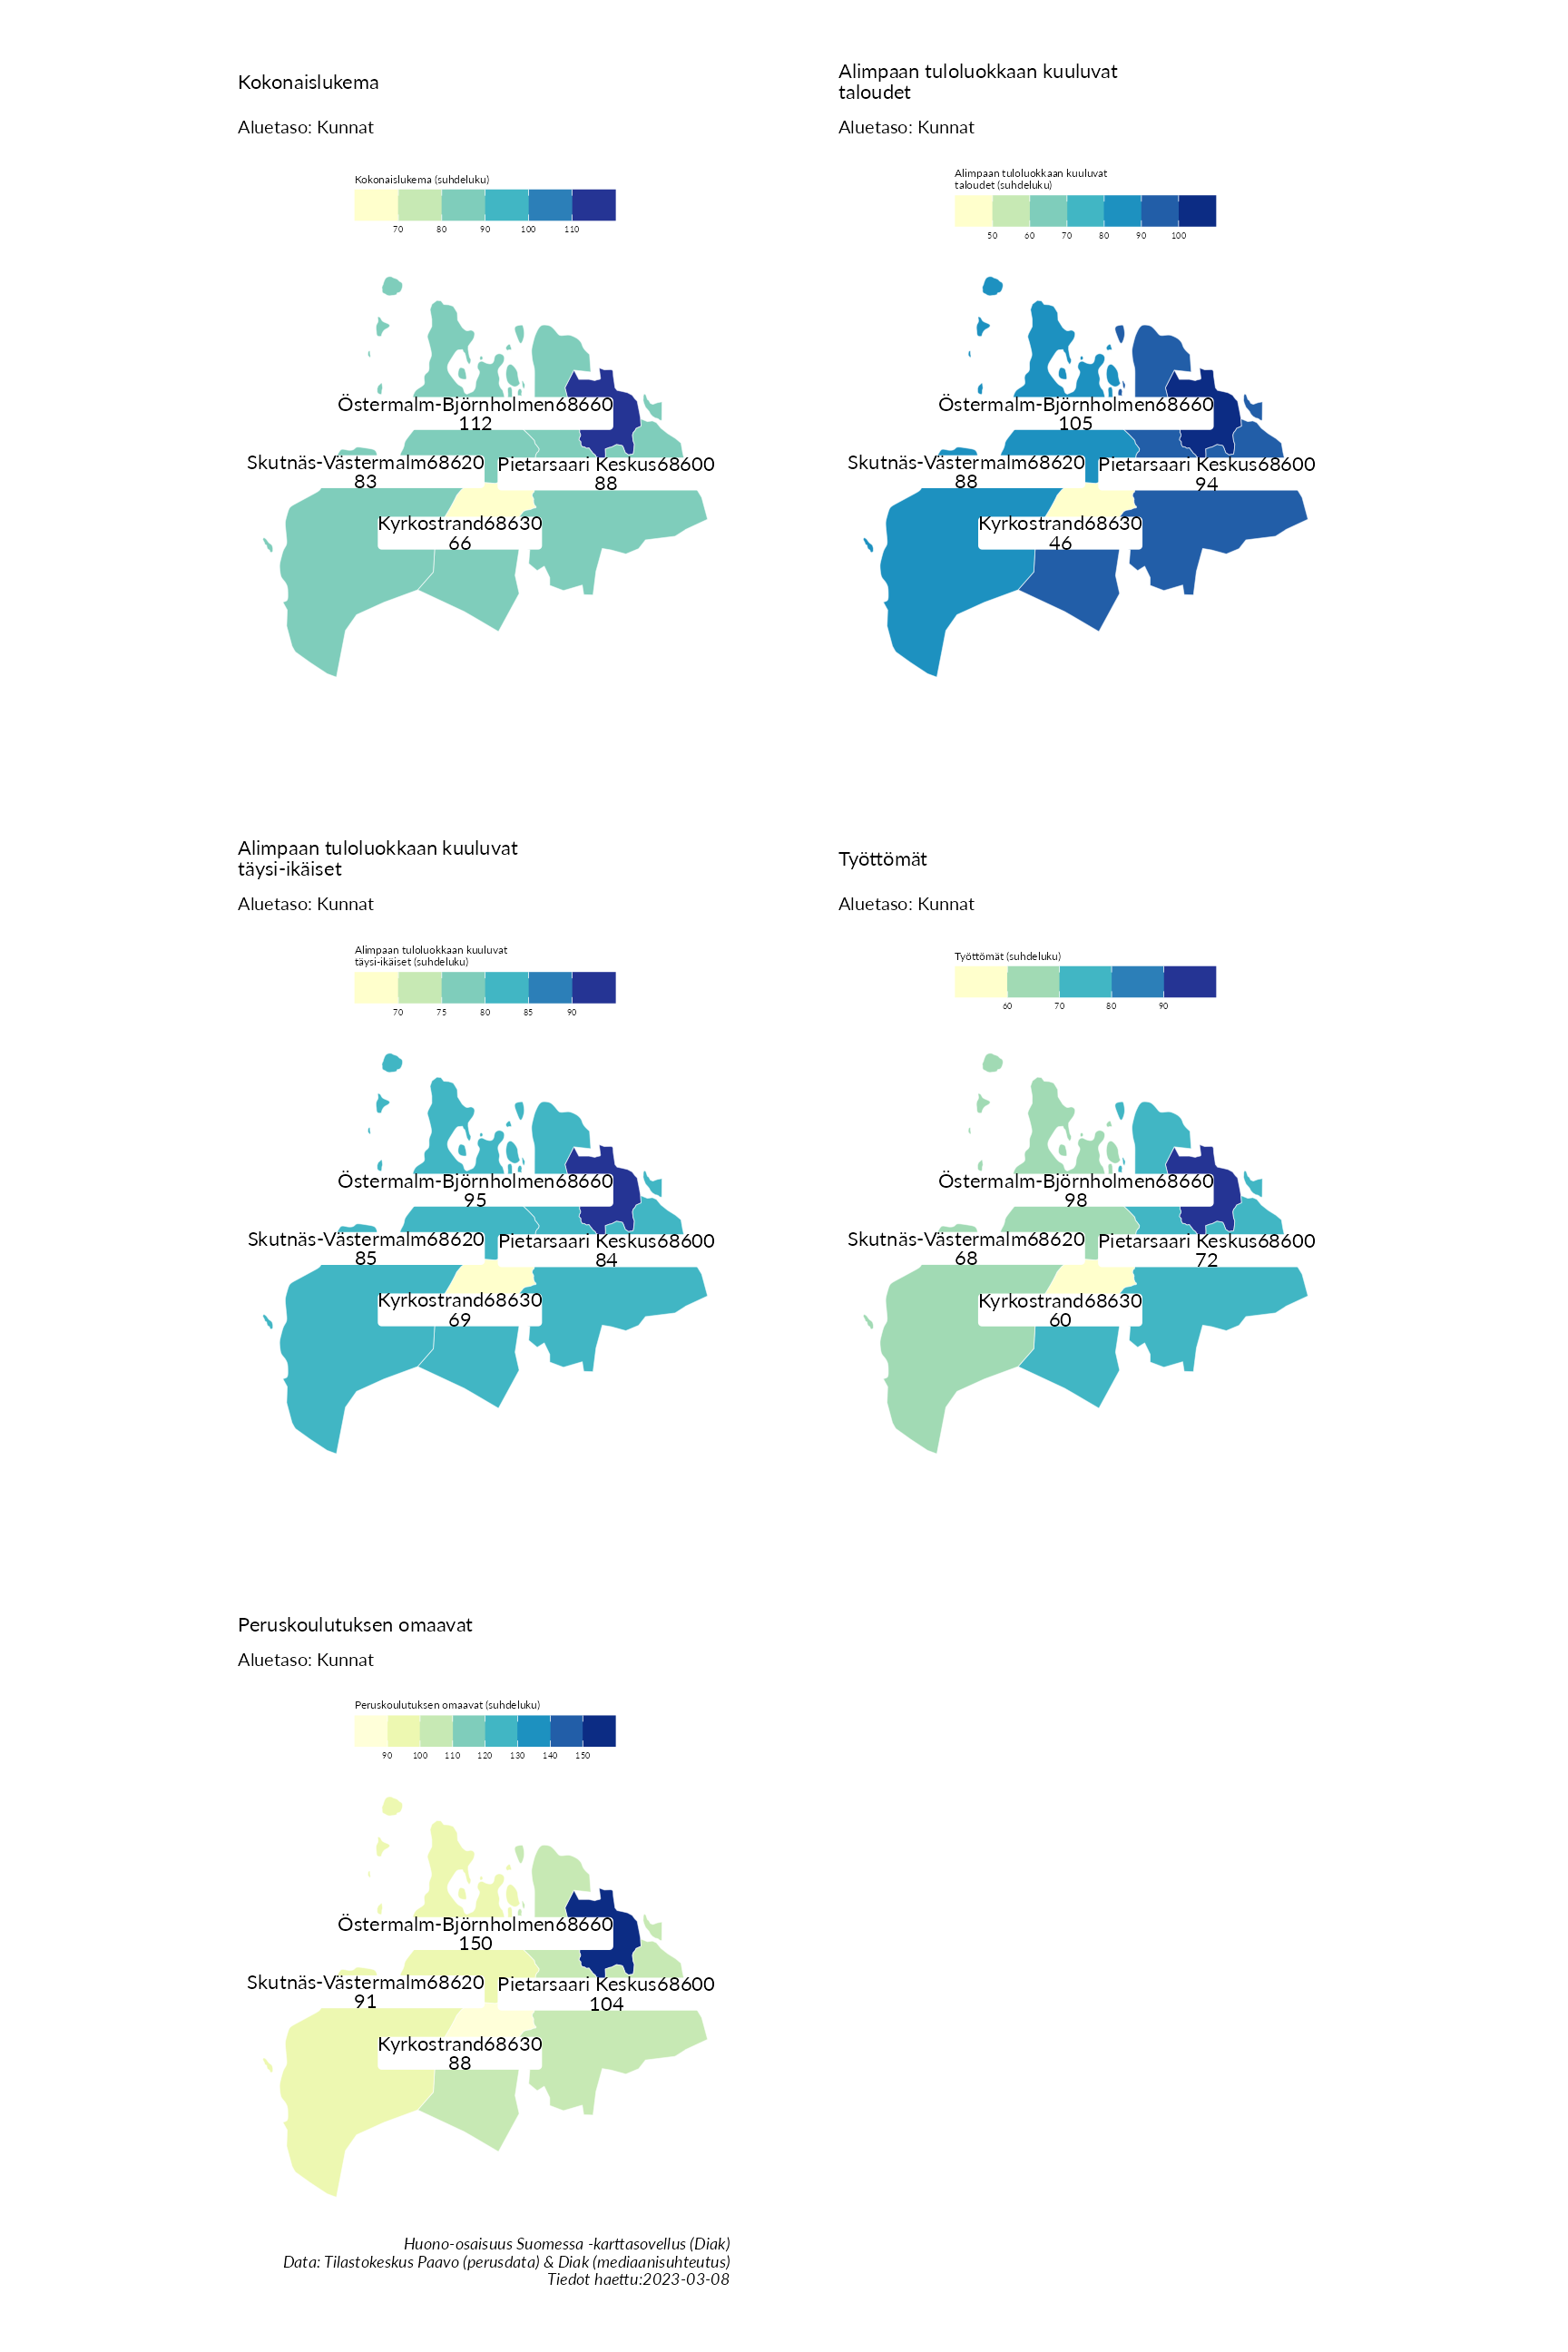 Kokonaislukema
Aluetaso: Kunnat
Kokonaislukema (suhdeluku)
70 80 90 100 110
Östermalm-Björnholmen68660
112
Skutnäs-Västermalm68620
83
Pietarsaari Keskus68600
88
Kyrkostrand68630
66
Alimpaan tuloluokkaan kuuluvat
taloudet
Aluetaso: Kunnat
Alimpaan tuloluokkaan kuuluvat
taloudet (suhdeluku)
50 60 70 80 90 100
Östermalm-Björnholmen68660
105
Skutnäs-Västermalm68620
88
Pietarsaari Keskus68600
94
Kyrkostrand68630
46
Alimpaan tuloluokkaan kuuluvat
täysi-ikäiset
Aluetaso: Kunnat
Alimpaan tuloluokkaan kuuluvat
täysi-ikäiset (suhdeluku)
70 75 80 85 90
Östermalm-Björnholmen68660
95
Skutnäs-Västermalm68620
85
Pietarsaari Keskus68600
84
Kyrkostrand68630
69
Työttömät
Aluetaso: Kunnat
Työttömät (suhdeluku)
60 70 80 90
Östermalm-Björnholmen68660
98
Skutnäs-Västermalm68620
68
Pietarsaari Keskus68600
72
Kyrkostrand68630
60
Peruskoulutuksen omaavat
Aluetaso: Kunnat
Peruskoulutuksen omaavat (suhdeluku)
90 100 110 120 130 140 150
Östermalm-Björnholmen68660
150
Skutnäs-Västermalm68620
91
Pietarsaari Keskus68600
104
Kyrkostrand68630
88
Huono-osaisuus Suomessa -karttasovellus (Diak)
Data: Tilastokeskus Paavo (perusdata) & Diak (mediaanisuhteutus)
Tiedot haettu:2023-03-08